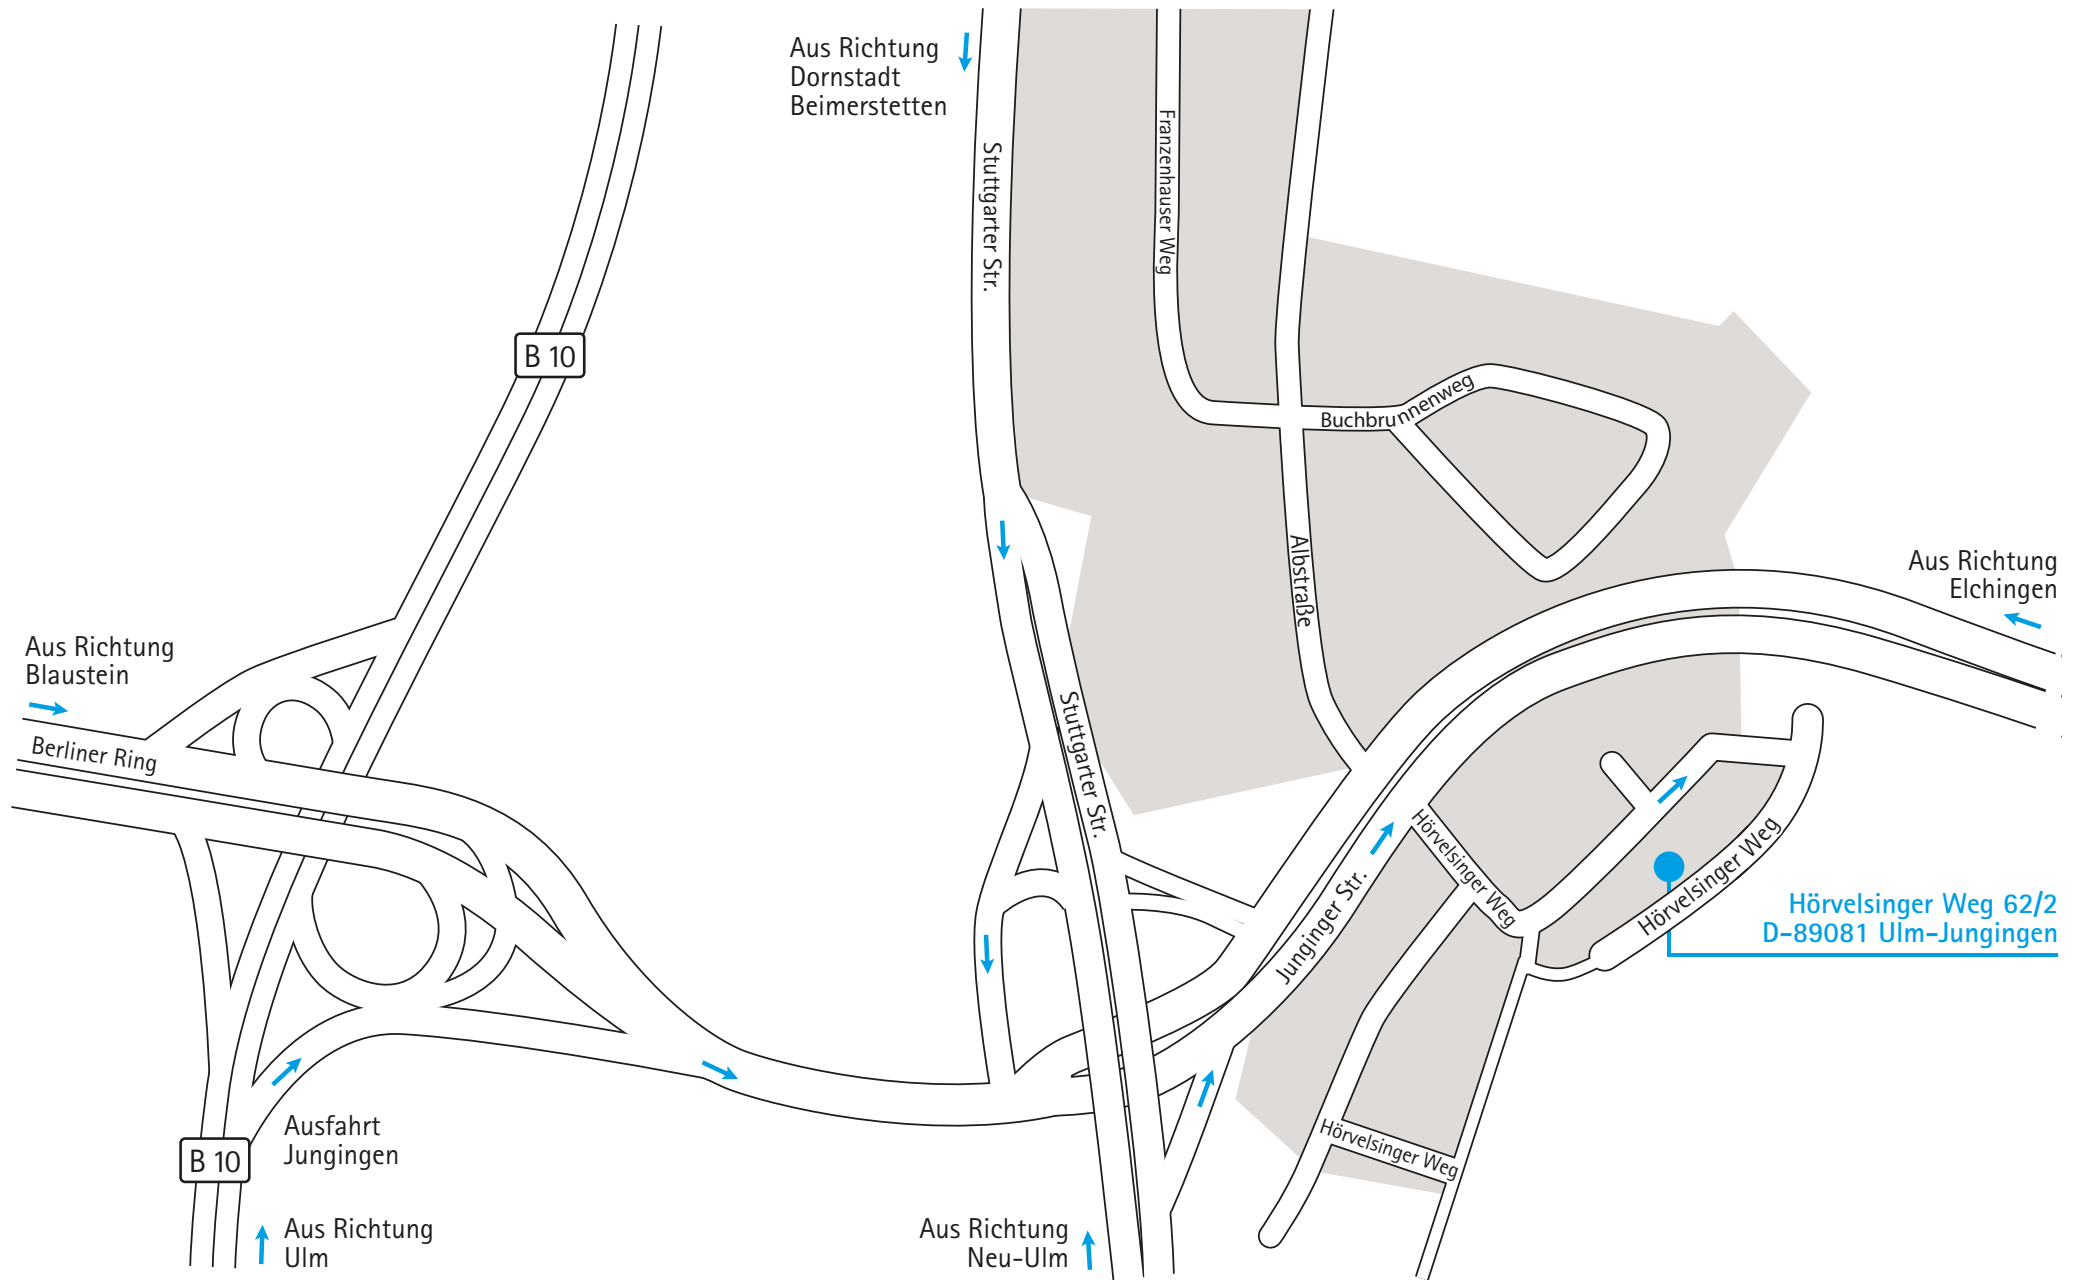 Aus Richtung
Dornstadt
Beimerstetten
Stuttgarter Str.
Franzenhauser Weg
B 10
Buchbrunnenweg
Albstraße
Aus Richtung
Elchingen
Aus Richtung
Blaustein
Berliner Ring
Stuttgarter Str.
Hörvelsinger Weg
Hörvelsinger Weg
Junginger Str.
Hörvelsinger Weg 62/2
D-89081 Ulm-Jungingen
Ausfahrt
Jungingen
B 10
Hörvelsinger Weg
Aus Richtung
Ulm
Aus Richtung
Neu-Ulm